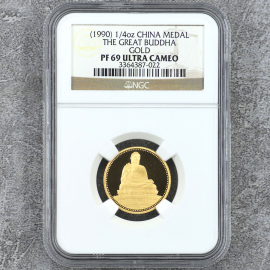 (1990) 1/4oz CHINA MEDAL
THE GREAT BUDDHA
GOLD
PF 69 ULTRA CAMEO
3364387-022
NGC